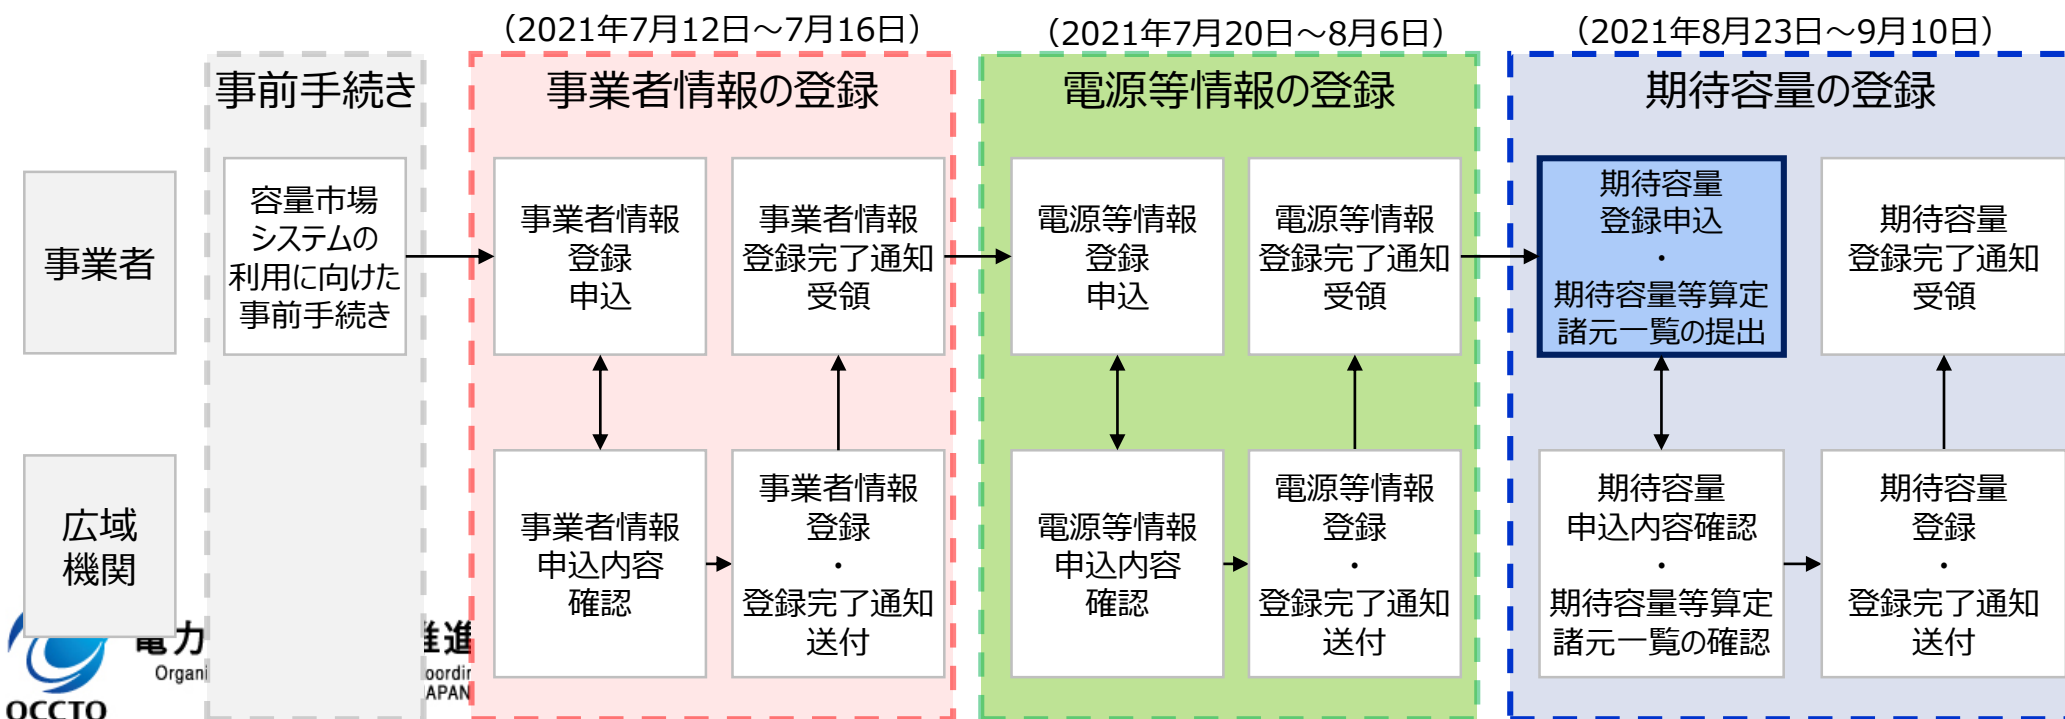 （2021年7月12日～7月16日）
（2021年7月20日～8月6日）
（2021年8月23日～9月10日）
事前手続き
事業者情報の登録
電源等情報の登録
期待容量の登録
事業者
容量市場
システムの
利用に向けた
事前手続き
事業者情報
登録
申込
事業者情報
登録完了通知
受領
電源等情報
登録
申込
電源等情報
登録完了通知
受領
期待容量
登録申込
・
期待容量等算定
諸元一覧の提出
期待容量
登録完了通知
受領
広域
機関
事業者情報
申込内容
確認
事業者情報
登録
・
登録完了通知
送付
電源等情報
申込内容
確認
電源等情報
登録
・
登録完了通知
送付
期待容量
申込内容確認
・
期待容量等算定
諸元一覧の確認
期待容量
登録
・
登録完了通知
送付
電力
推進
Organi
oordin
JAPAN
OCCTO